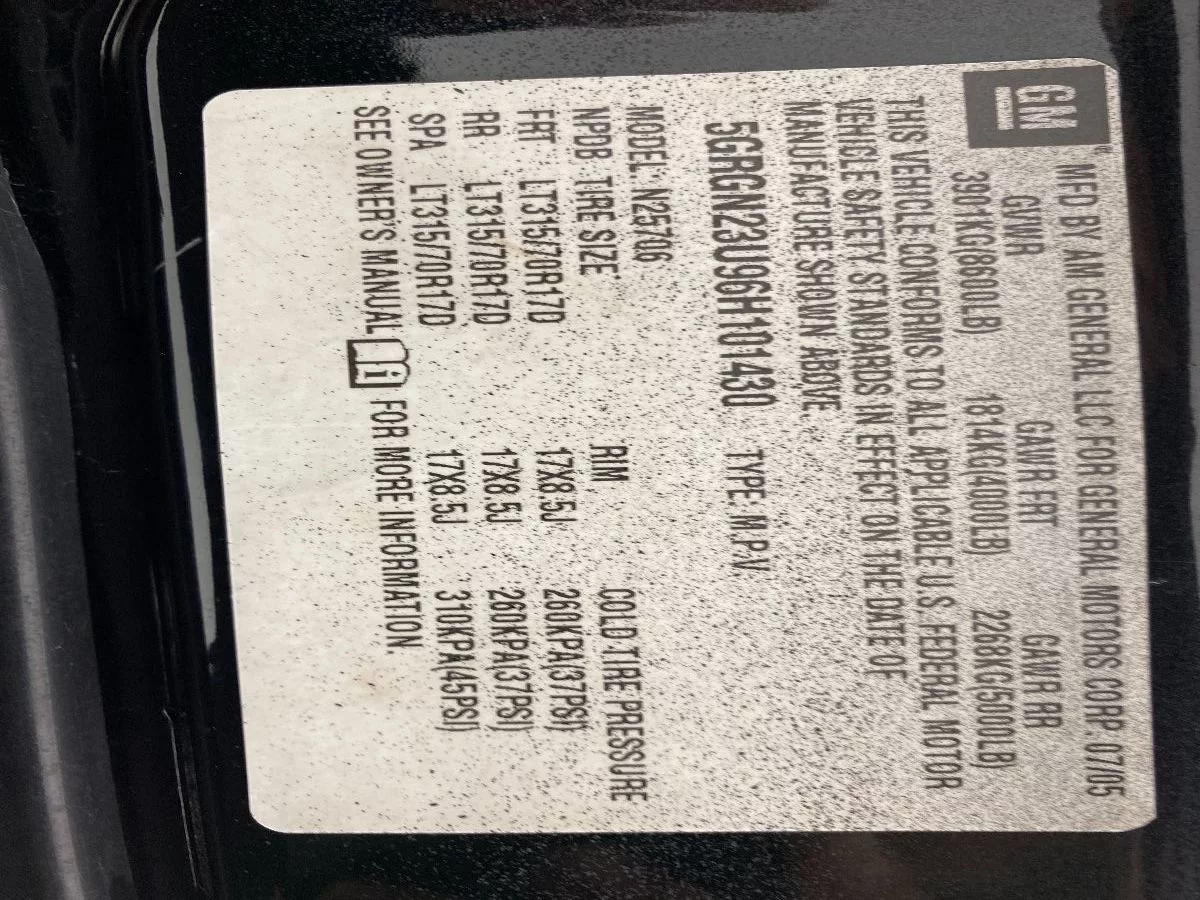 GM
MFD BY AM GENERAL LLC FOR GENERAL MOTORS CORP. 07/05
GVWR GAWR FRT GAWR RR
3901KG(8600LB) 1814KG(4000LB) 2268KG(5000LB)
THIS VEHICLE CONFORMS TO ALL APPLICABLE U.S. FEDERAL MOTOR
VEHICLE SAFETY STANDARDS IN EFFECT ON THE DATE OF
MANUFACTURE SHOWN ABOVE.
5GRGN23U96H101430 TYPE: M.P.V.
MODEL: N25706
NPDB TIRE SIZE RIM COLD TIRE PRESSURE
FRT LT315/70R17D 17X8.5J 260KPA(37PSI)
RR LT315/70R17D 17X8.5J 260KPA(37PSI)
SPA LT315/70R17D 17X8.5J 310KPA(45PSI)
SEE OWNER'S MANUAL FOR MORE INFORMATION